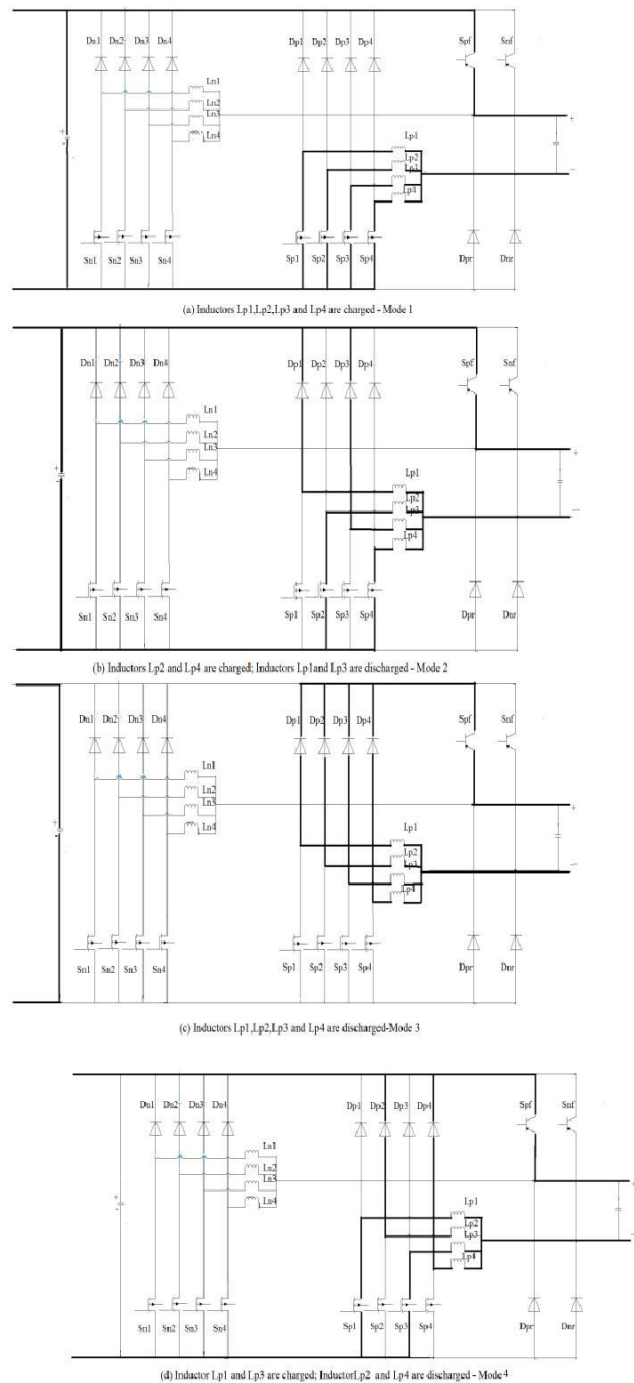 Dn1 Dn2 Dn3 Dn4 Dp1 Dp2 Dp3 Dp4 Spf Snf
Ln1
Ln2
Ln3
Ln4
Lp1
Lp2
Lp3
Lp4
+
Sn1 Sn2 Sn3 Sn4 Sp1 Sp2 Sp3 Sp4 Dpr Dnr
(a) Inductors Lp1,Lp2,Lp3 and Lp4 are charged - Mode 1
Dn1 Dn2 Dn3 Dn4 Dp1 Dp2 Dp3 Dp4 Spf Snf
Ln1
Ln2
Ln3
Ln4
Lp1
Lp2
Lp3
Lp4
+
Sn1 Sn2 Sn3 Sn4 Sp1 Sp2 Sp3 Sp4 Dpr Dnr
(b) Inductors Lp2 and Lp4 are charged; Inductors Lp1and Lp3 are discharged - Mode 2
Dn1 Dn2 Dn3 Dn4 Dp1 Dp2 Dp3 Dp4 Spf Snf
Ln1
Ln2
Ln3
Ln4
Lp1
Lp2
Lp3
Lp4
+
Sn1 Sn2 Sn3 Sn4 Sp1 Sp2 Sp3 Sp4 Dpr Dnr
(c) Inductors Lp1,Lp2,Lp3 and Lp4 are discharged-Mode 3
Dn1 Dn2 Dn3 Dn4 Dp1 Dp2 Dp3 Dp4 Spf Snf
Ln1
Ln2
Ln3
Ln4
Lp1
Lp2
Lp3
Lp4
+
Sn1 Sn2 Sn3 Sn4 Sp1 Sp2 Sp3 Sp4 Dpr Dnr
(d) Inductor Lp1 and Lp3 are charged; InductorLp2 and Lp4 are discharged - Mode 4